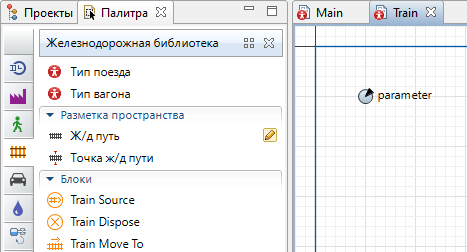 Проекты
Палитра
Main
Train
Железнодорожная библиотека
Тип поезда
Тип вагона
parameter
Разметка пространства
Ж/д путь
Точка ж/д пути
Блоки
Train Source
Train Dispose
Train Move To